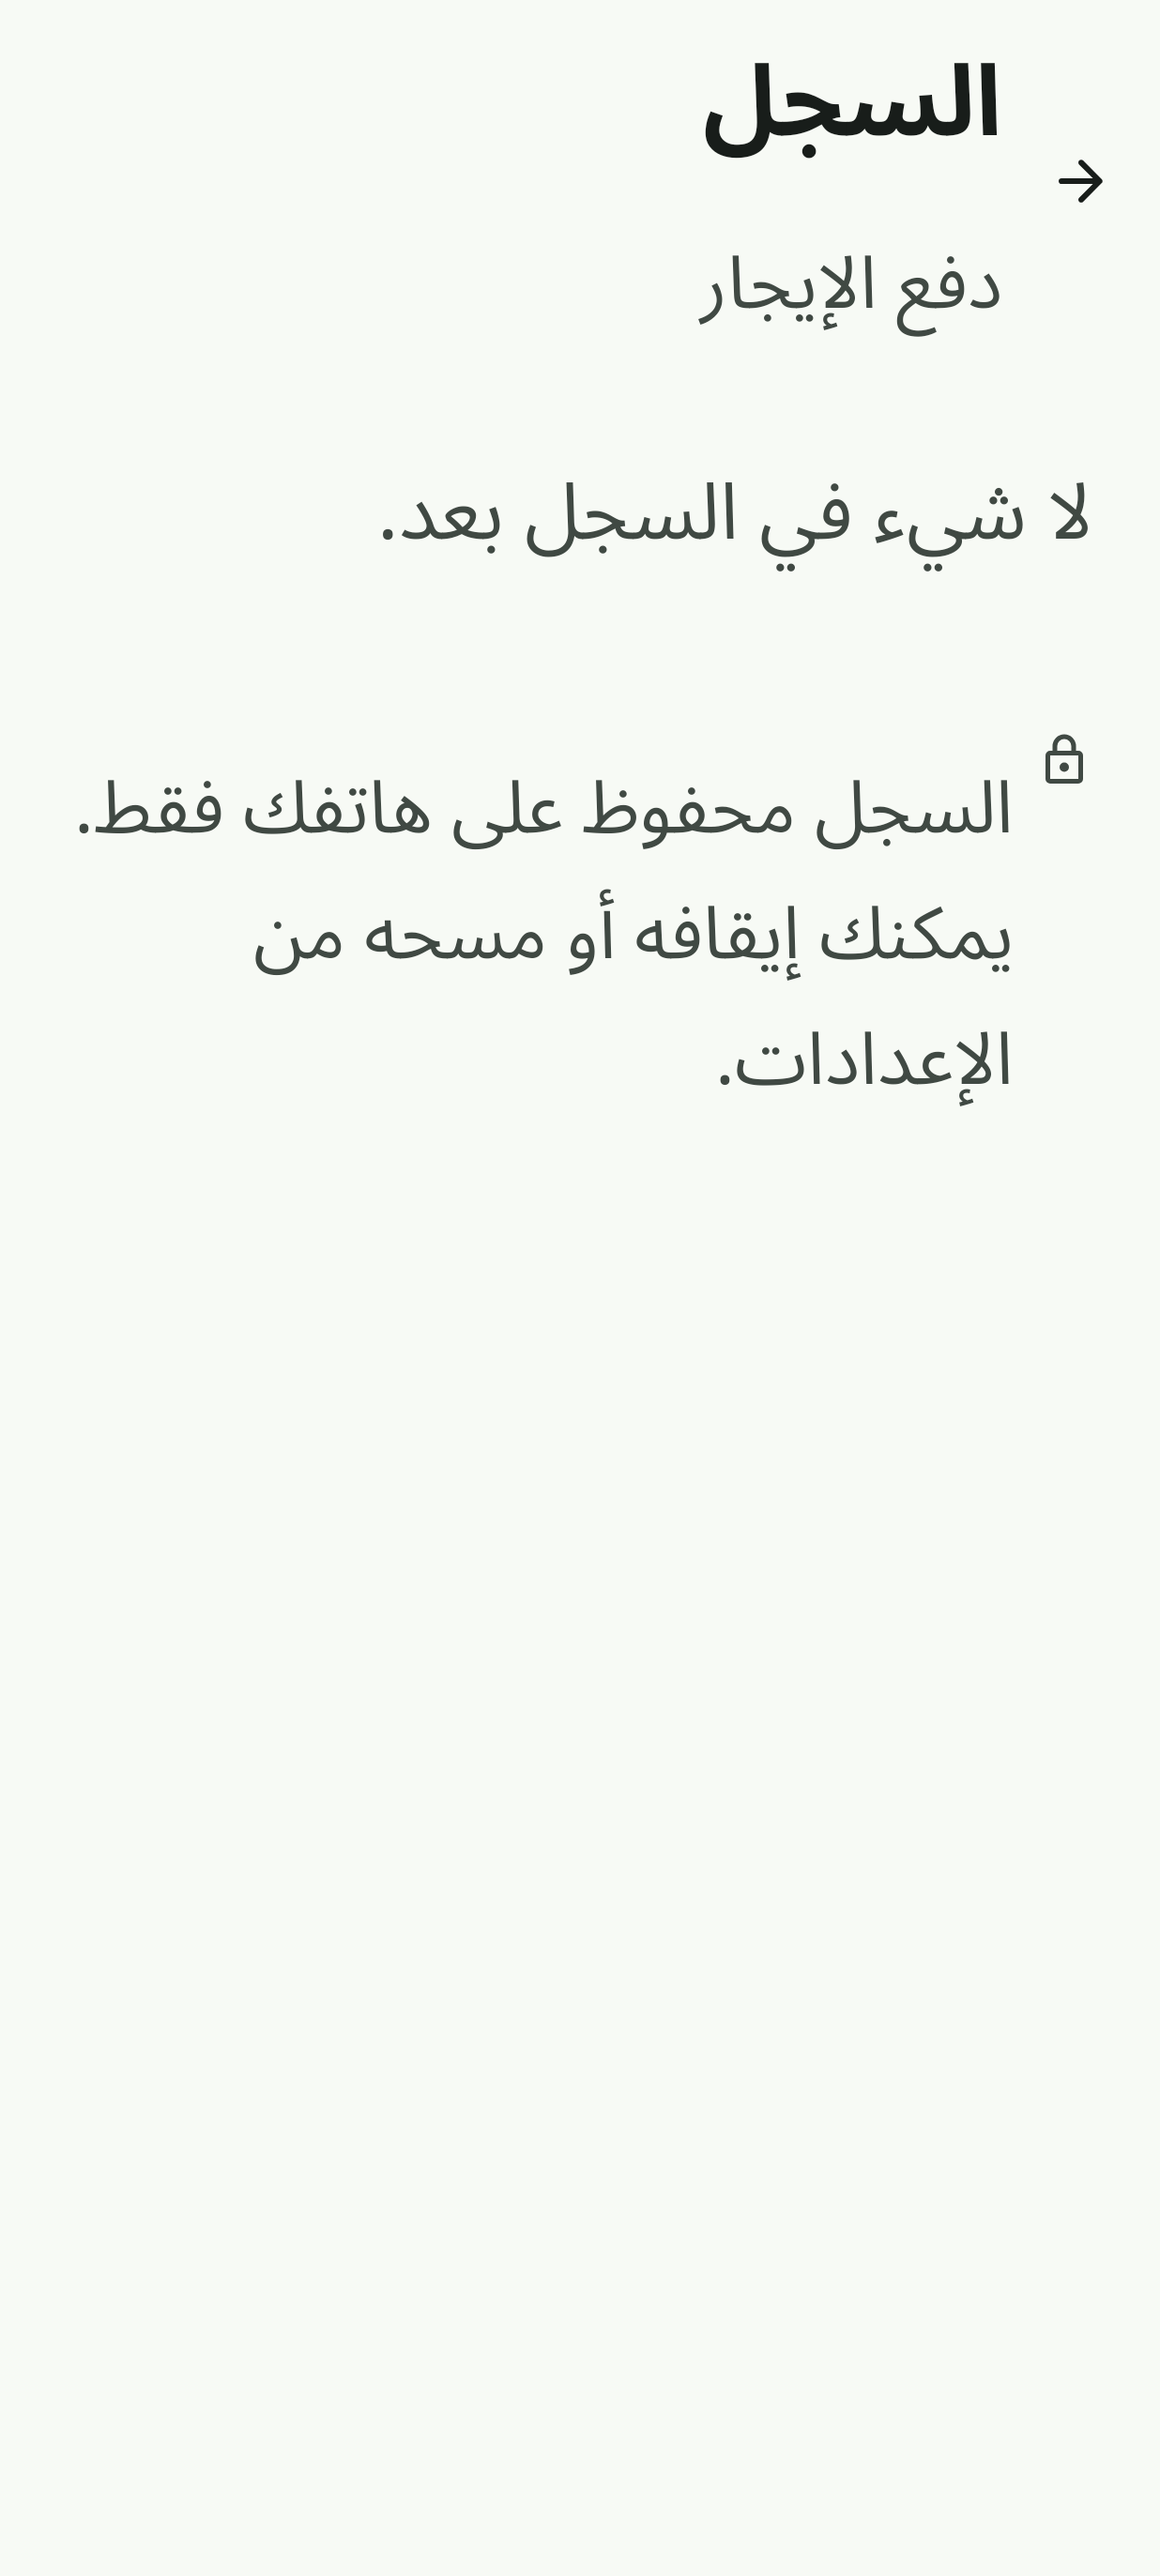 السجل
دفع الإيجار
لا شيء في السجل بعد.
السجل محفوظ على هاتفك فقط.
يمكنك إيقافه أو مسحه من
الإعدادات.